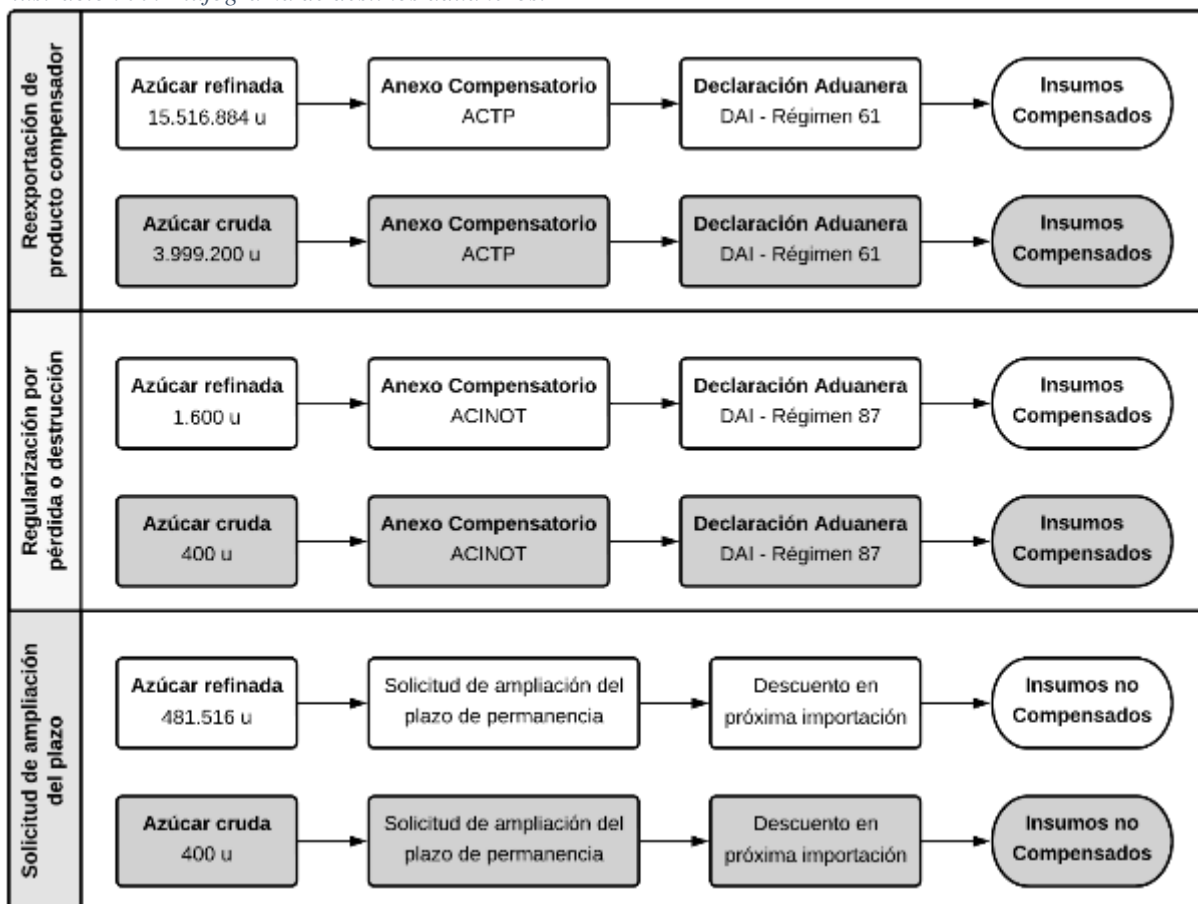 Reexportación de
producto compensador
Azúcar refinada
15.516.884 u
Anexo Compensatorio
ACTP
Declaración Aduanera
DAI - Régimen 61
Insumos
Compensados
Azúcar cruda
3.999.200 u
Anexo Compensatorio
ACTP
Declaración Aduanera
DAI - Régimen 61
Insumos
Compensados
Regularización por
pérdida o destrucción
Azúcar refinada
1.600 u
Anexo Compensatorio
ACINOT
Declaración Aduanera
DAI - Régimen 87
Insumos
Compensados
Azúcar cruda
400 u
Anexo Compensatorio
ACINOT
Declaración Aduanera
DAI - Régimen 87
Insumos
Compensados
Solicitud de ampliación
del plazo
Azúcar refinada
481.516 u
Solicitud de ampliación del
plazo de permanencia
Descuento en
próxima importación
Insumos no
Compensados
Azúcar cruda
400 u
Solicitud de ampliación del
plazo de permanencia
Descuento en
próxima importación
Insumos no
Compensados